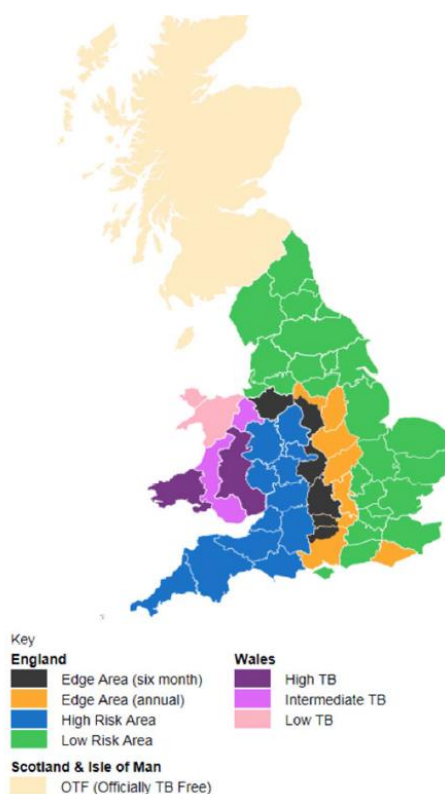 Key
England
Edge Area (six month)
Edge Area (annual)
High Risk Area
Low Risk Area
Wales
High TB
Intermediate TB
Low TB
Scotland & Isle of Man
OTF (Officially TB Free)